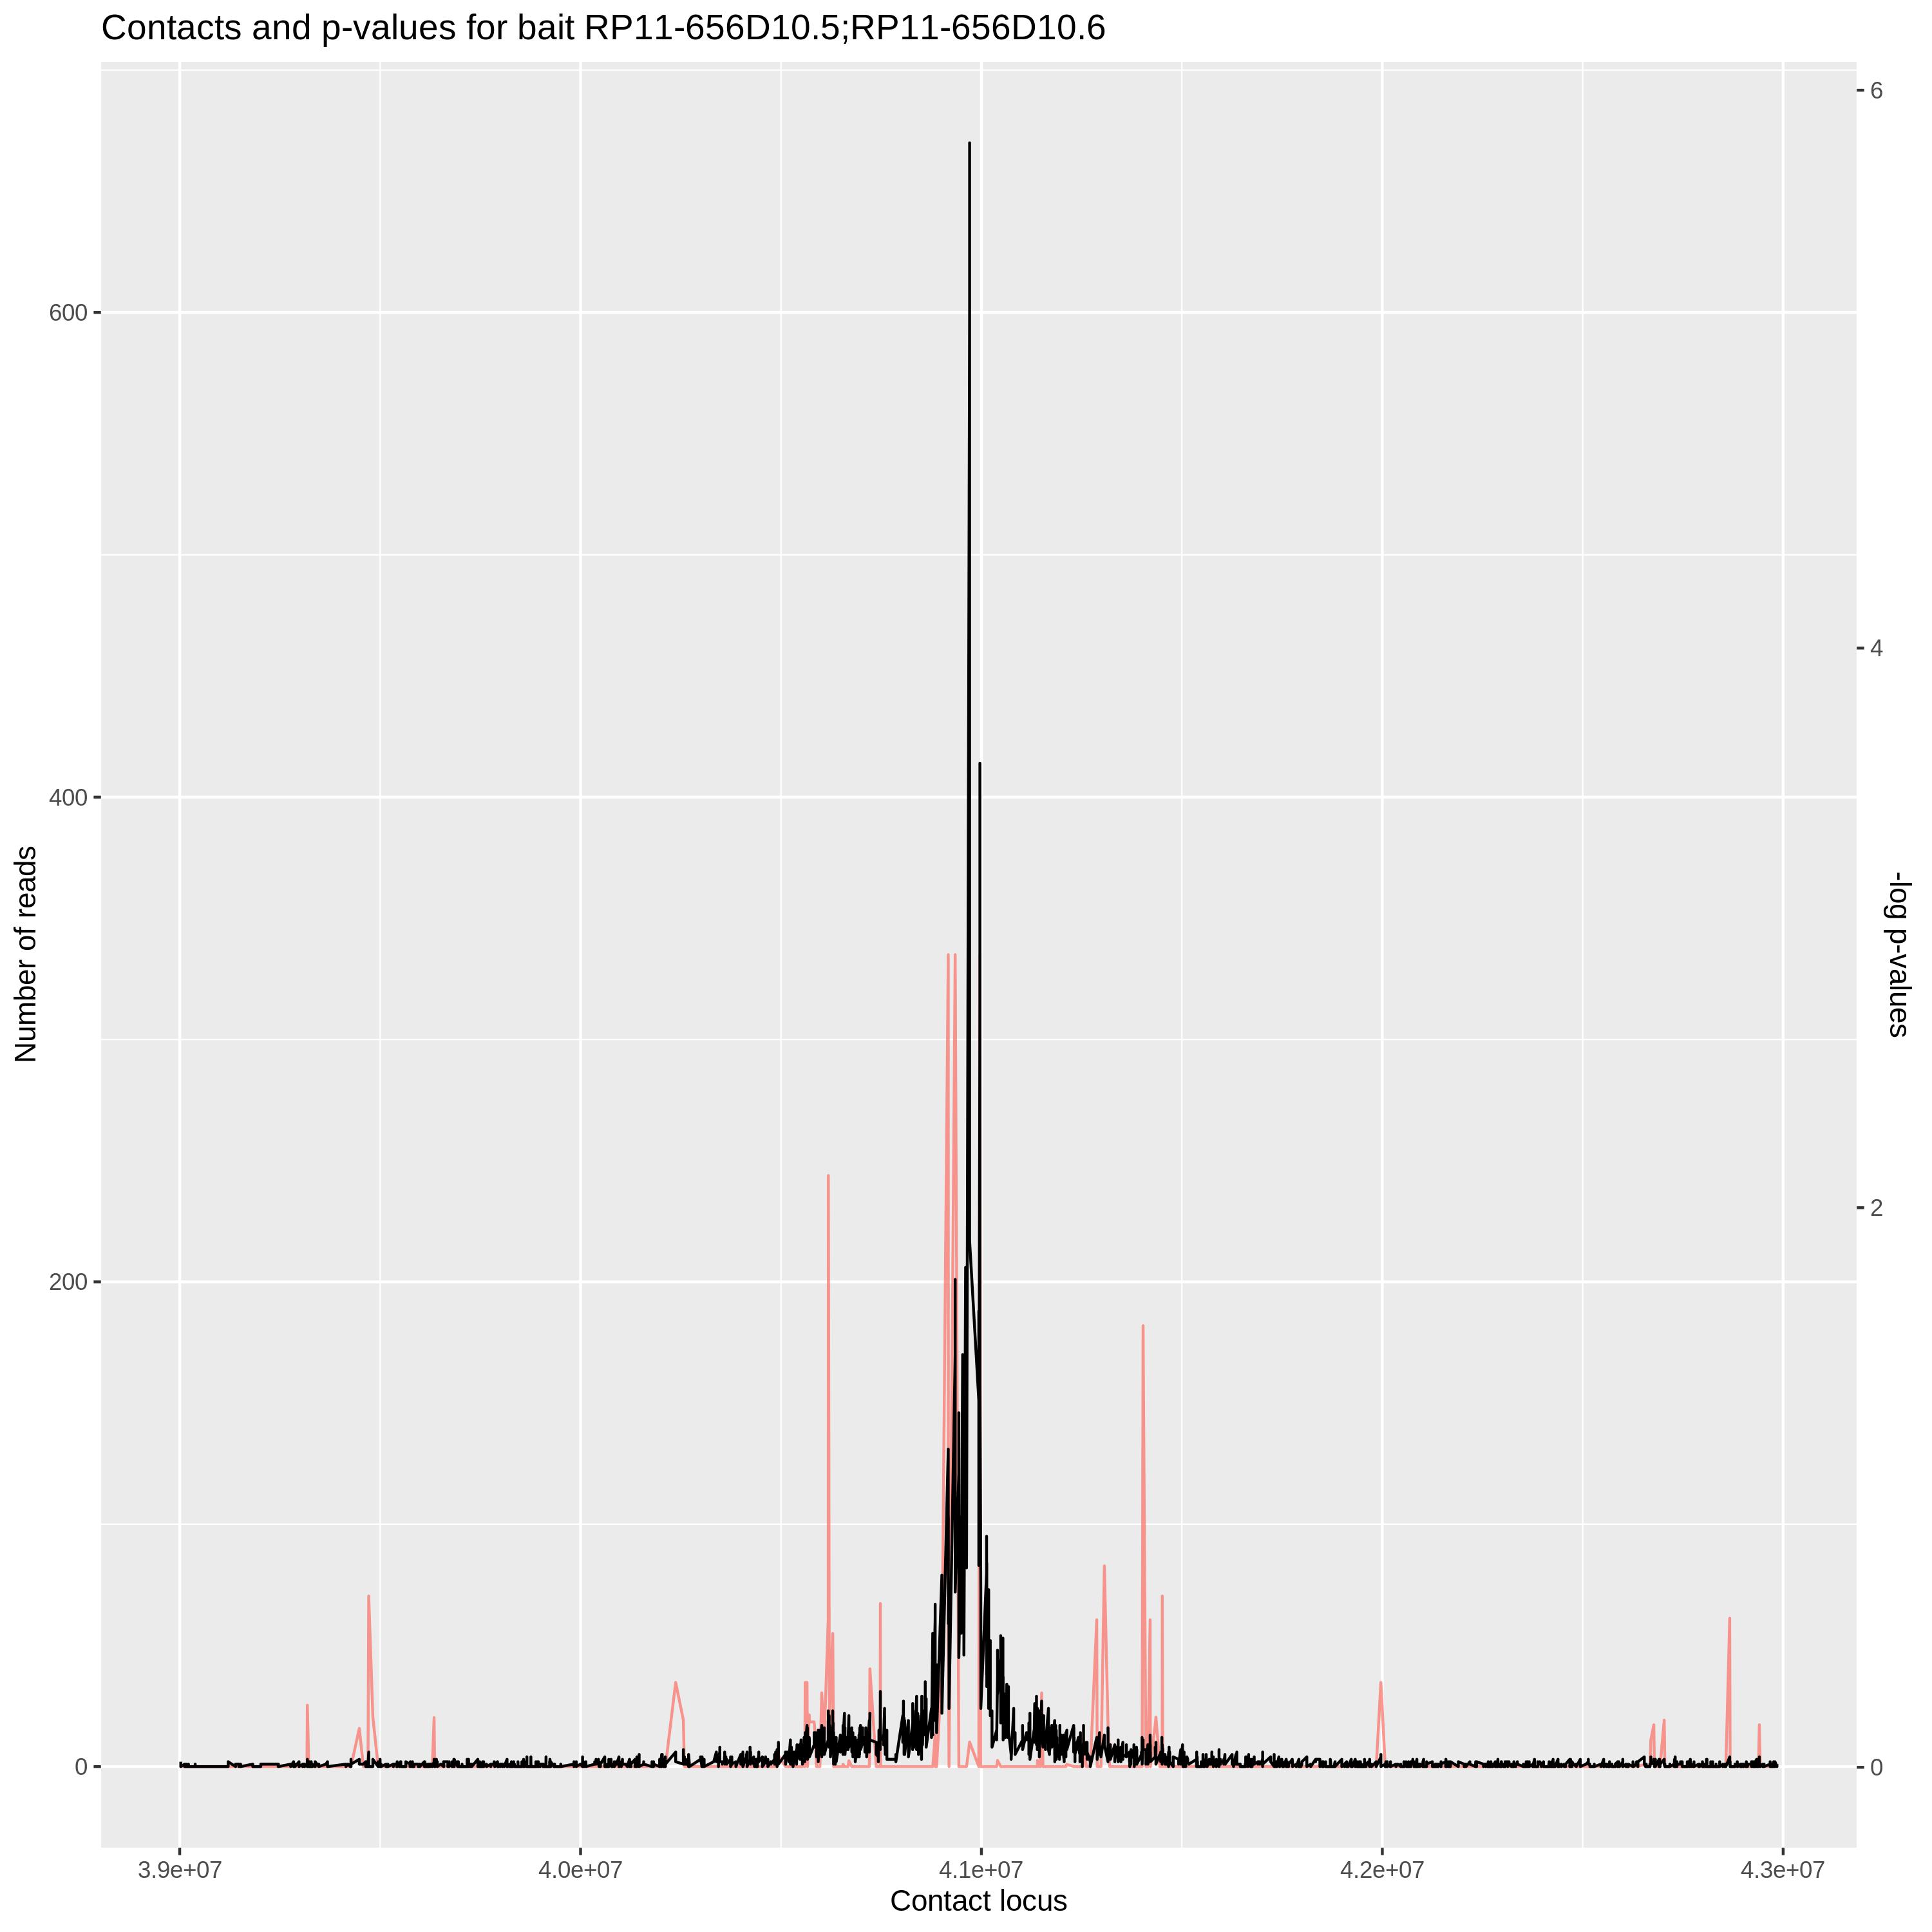 Contacts and p-values for bait RP11-656D10.5;RP11-656D10.6
6
600
4
400
Number of reads
-log p-values
2
200
0
0
3.9e+07
4.0e+07
4.1e+07
4.2e+07
4.3e+07
Contact locus